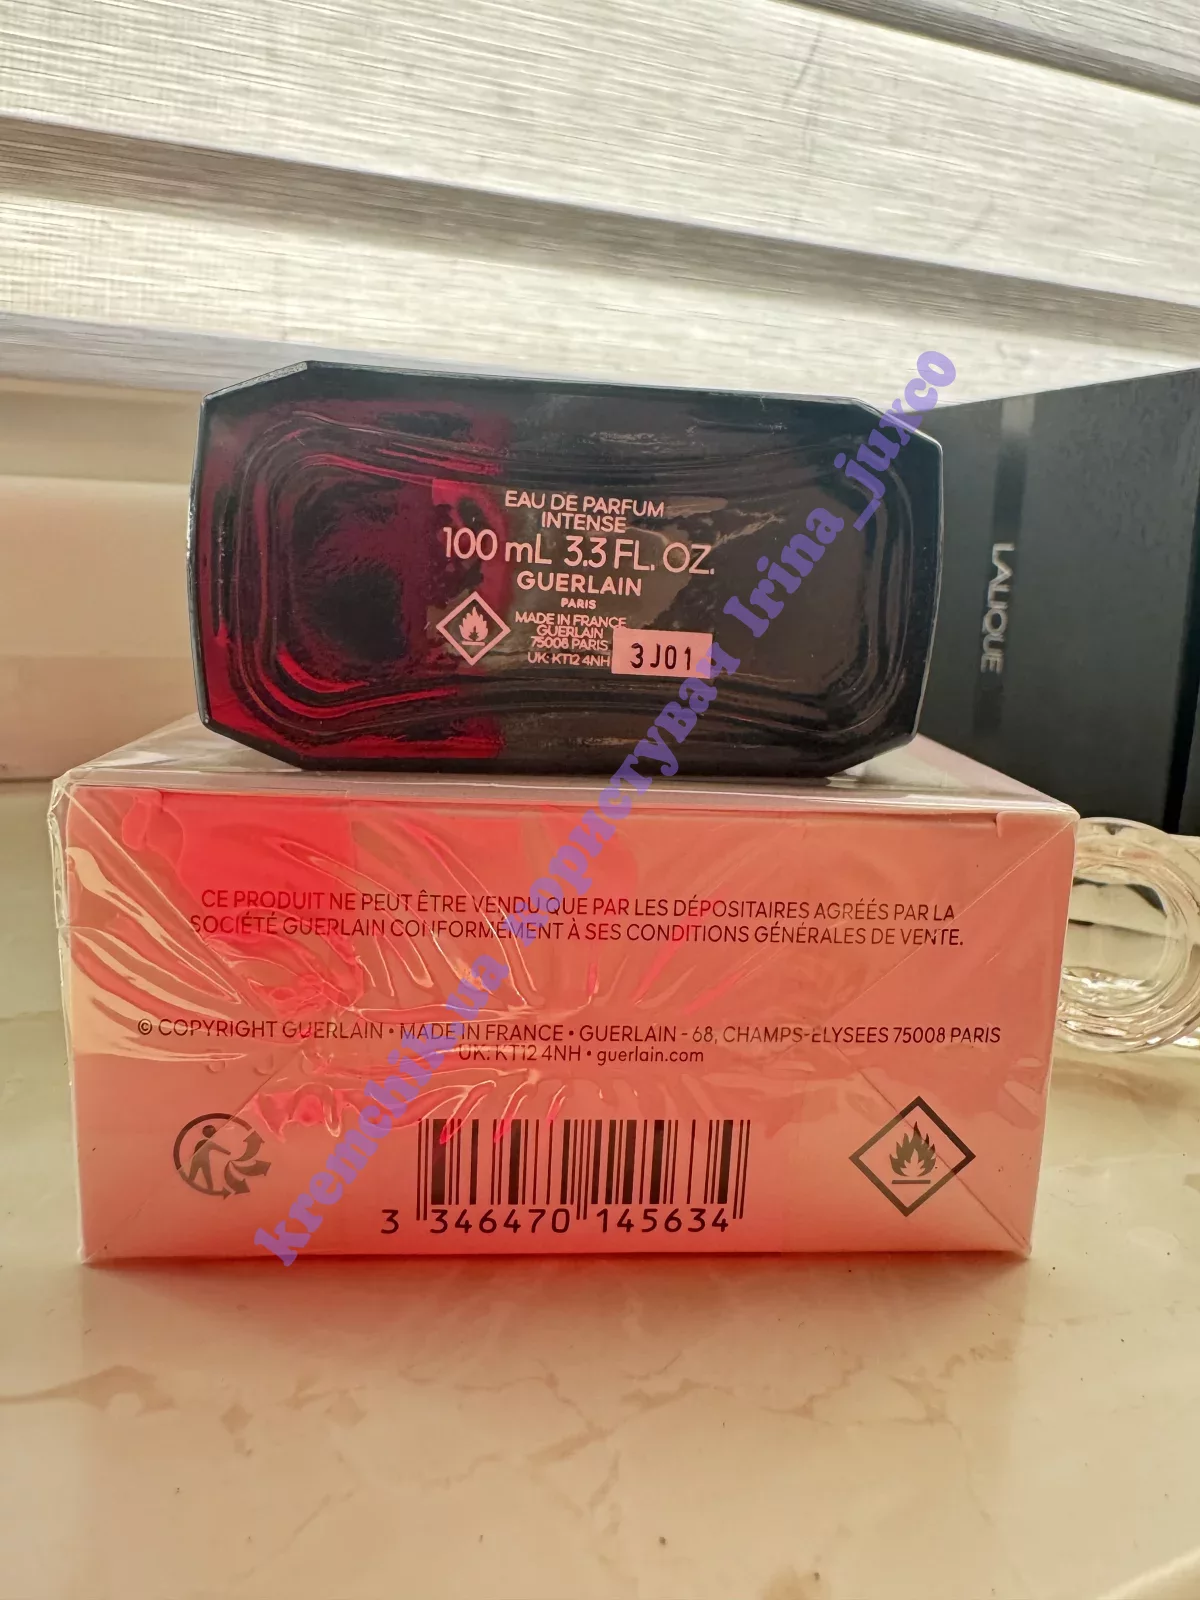 EAU DE PARFUM
INTENSE
100 mL 3.3 FL. OZ.
GUERLAIN
PARIS
MADE IN FRANCE
GUERLAIN
75008 PARIS
UK: KT12 4NH
3J01
LALIQUE
CE PRODUIT NE PEUT ÊTRE VENDU QUE PAR LES DÉPOSITAIRES AGRÉÉS PAR LA
SOCIÉTÉ GUERLAIN CONFORMÉMENT À SES CONDITIONS GÉNÉRALES DE VENTE.
© COPYRIGHT GUERLAIN • MADE IN FRANCE • GUERLAIN - 68, CHAMPS-ELYSEES 75008 PARIS
UK: KT12 4NH • guerlain.com
3 346470 145634
kremchik.ua користувач Irina_juxco